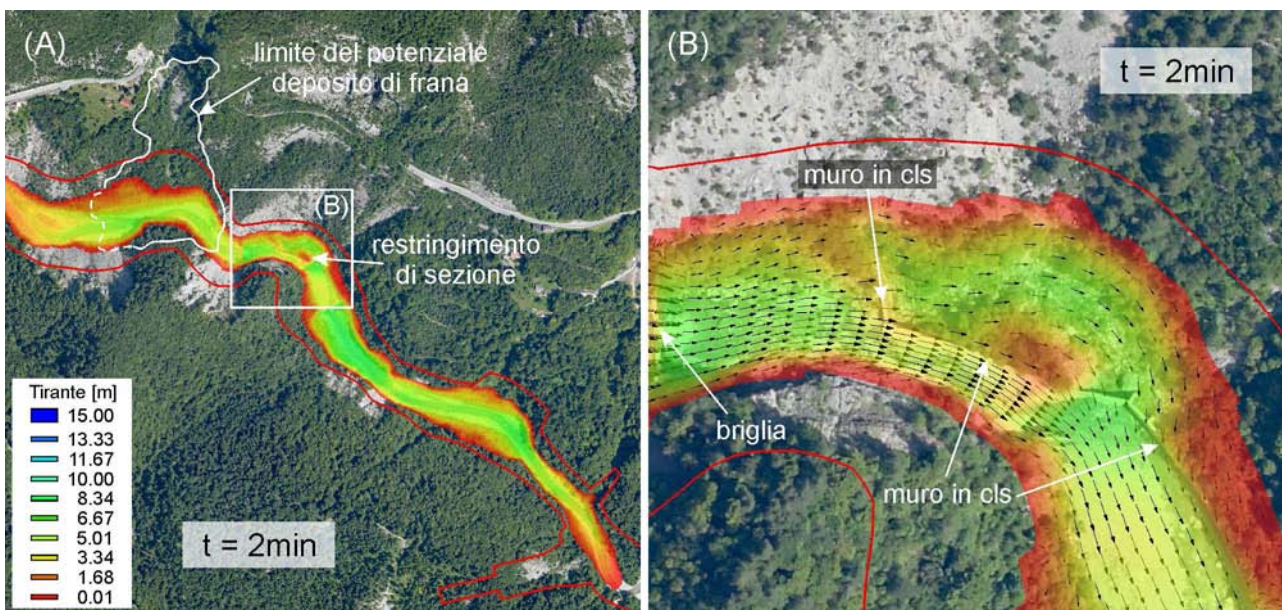 (A)
limite del potenziale
deposito di frana
(B)
restringimento
di sezione
Tirante [m]
15.00
13.33
11.67
10.00
8.34
6.67
5.01
3.34
1.68
0.01
t = 2min
(B)
t = 2min
muro in cls
briglia
muro in cls